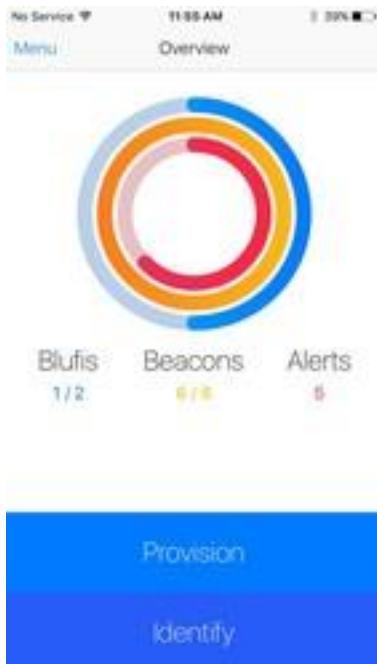 No Service 11:55 AM 39%
Menu Overview
Blufis Beacons Alerts
1 / 2 6 / 6 5
Provision
Identify